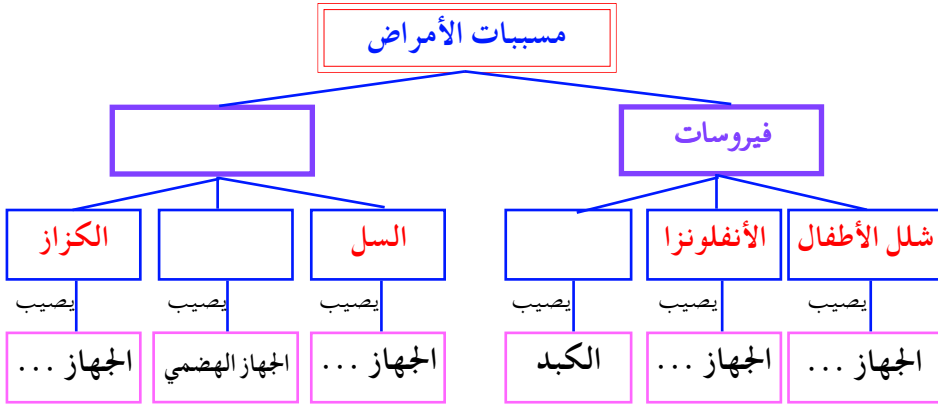 مسببات الأمراض
فيروسات
شلل الأطفال
الأنفلونزا
السل
الكزاز
يصيب
يصيب
يصيب
يصيب
يصيب
يصيب
الجهاز ...
الجهاز ...
الكبد
الجهاز ...
الجهاز الهضمي
الجهاز ...